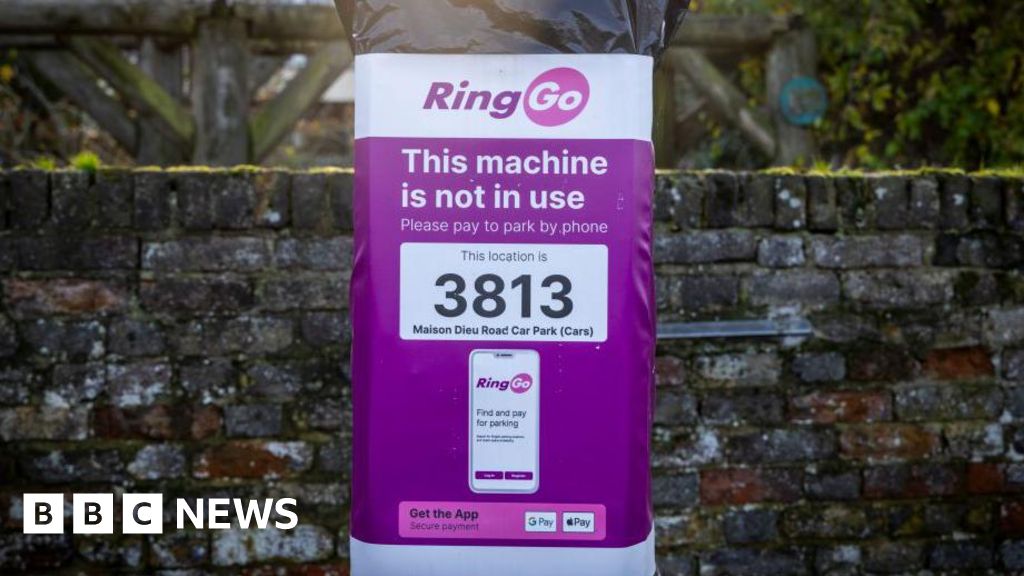 RingGo
This machine
is not in use
Please pay to park by phone
This location is
3813
Maison Dieu Road Car Park (Cars)
RingGo
Find and pay
for parking
Get the App
Secure payment
G Pay
Pay
BBC NEWS